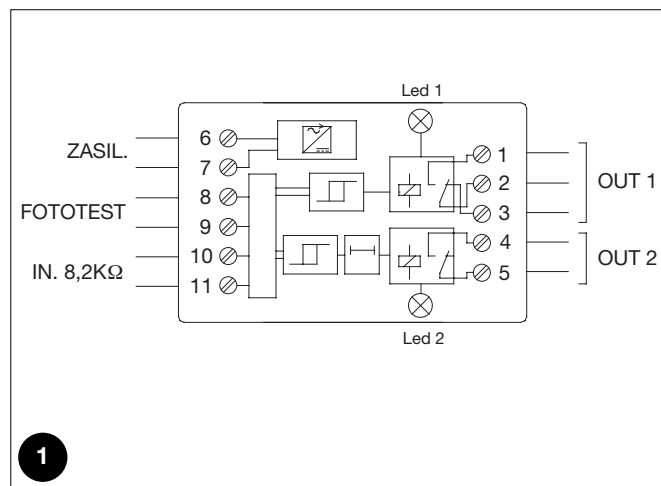 Led 1
ZASIL.
6
7
FOTOTEST
8
9
IN. 8,2KΩ
10
11
1
2
3
OUT 1
4
5
OUT 2
Led 2
1